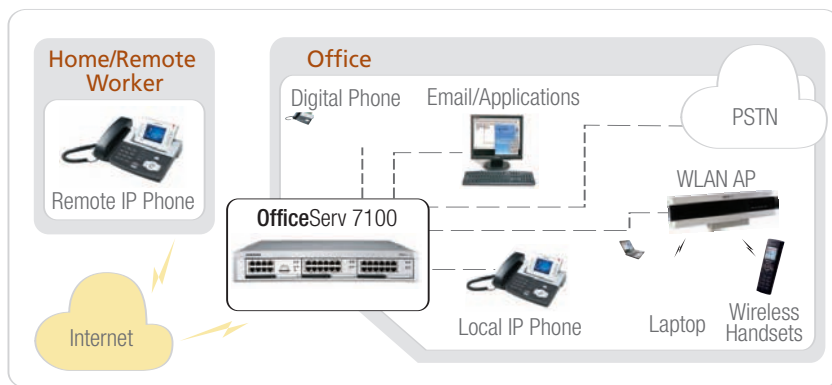 Home/Remote
Worker
Remote IP Phone
Internet
Office
Digital Phone
Email/Applications
PSTN
WLAN AP
OfficeServ 7100
Local IP Phone
Laptop
Wireless
Handsets